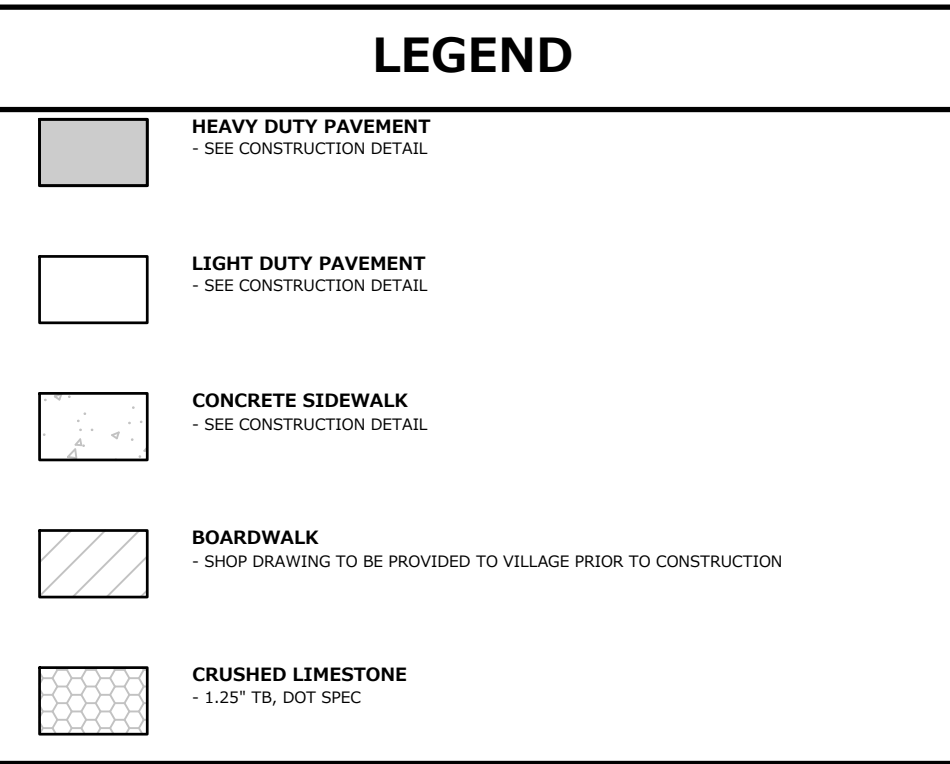 LEGEND
HEAVY DUTY PAVEMENT
- SEE CONSTRUCTION DETAIL
LIGHT DUTY PAVEMENT
- SEE CONSTRUCTION DETAIL
CONCRETE SIDEWALK
- SEE CONSTRUCTION DETAIL
BOARDWALK
- SHOP DRAWING TO BE PROVIDED TO VILLAGE PRIOR TO CONSTRUCTION
CRUSHED LIMESTONE
- 1.25" TB, DOT SPEC